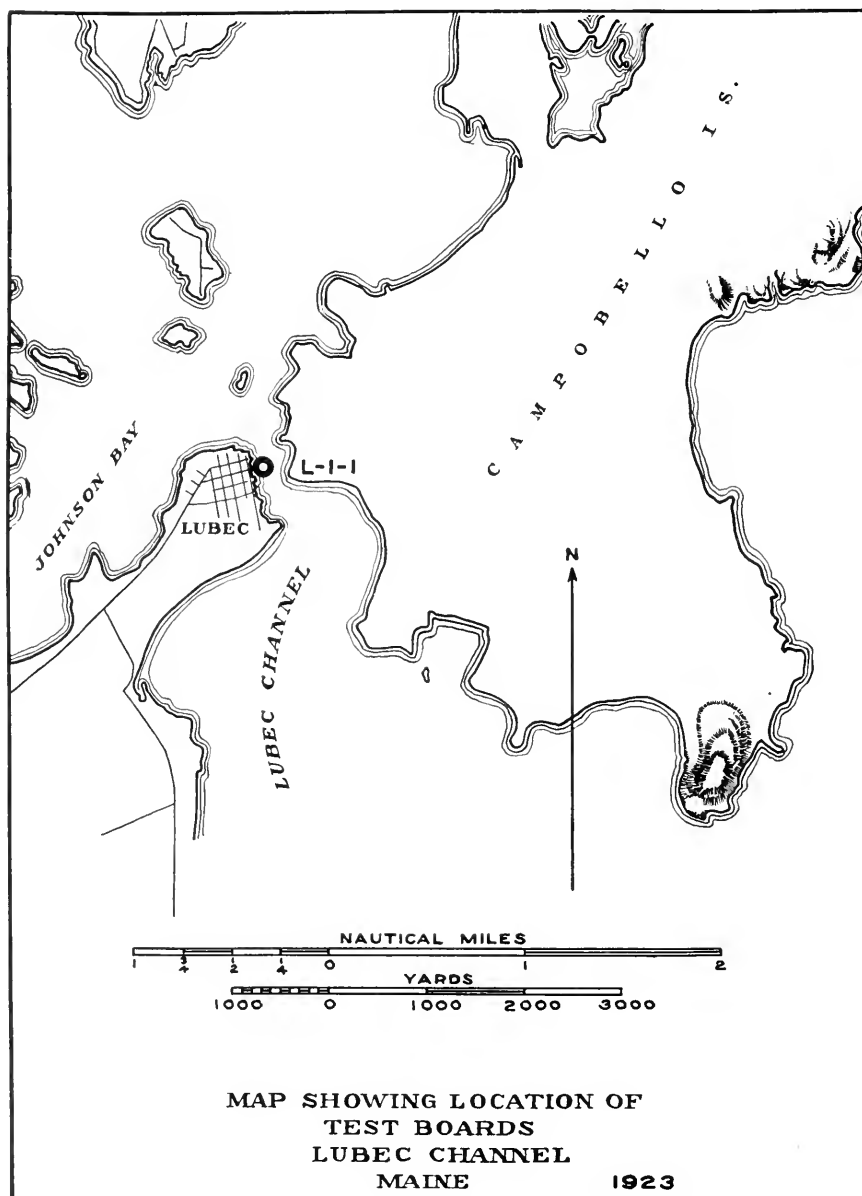 CAMPOBELLO IS.
JOHNSON BAY
L-1-1
LUBEC
N
LUBEC CHANNEL
NAUTICAL MILES
1 3/4 1/2 1/4 0 1 2
YARDS
1000 0 1000 2000 3000
MAP SHOWING LOCATION OF
TEST BOARDS
LUBEC CHANNEL
MAINE 1923